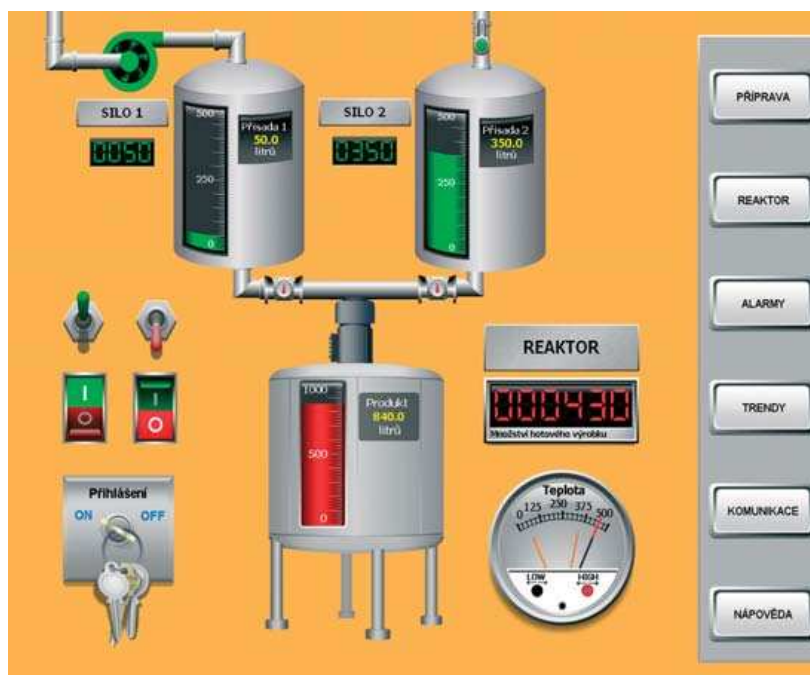 SILO 1
0050
500
250
0
Přísada 1
50.0
litrů
SILO 2
0350
500
250
0
Přísada 2
350.0
litrů
I
O
I
O
1000
500
0
Produkt
840.0
litrů
REAKTOR
000430
Množství hotového výrobku
Přihlášení
ON OFF
Teplota
0 125 250 375 500
LOW HIGH
PŘÍPRAVA
REAKTOR
ALARMY
TRENDY
KOMUNIKACE
NÁPOVĚDA